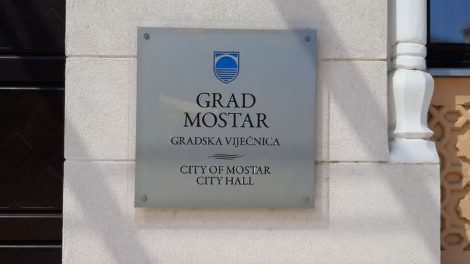 GRAD
MOSTAR
GRADSKA VIJEĆNICA
CITY OF MOSTAR
CITY HALL